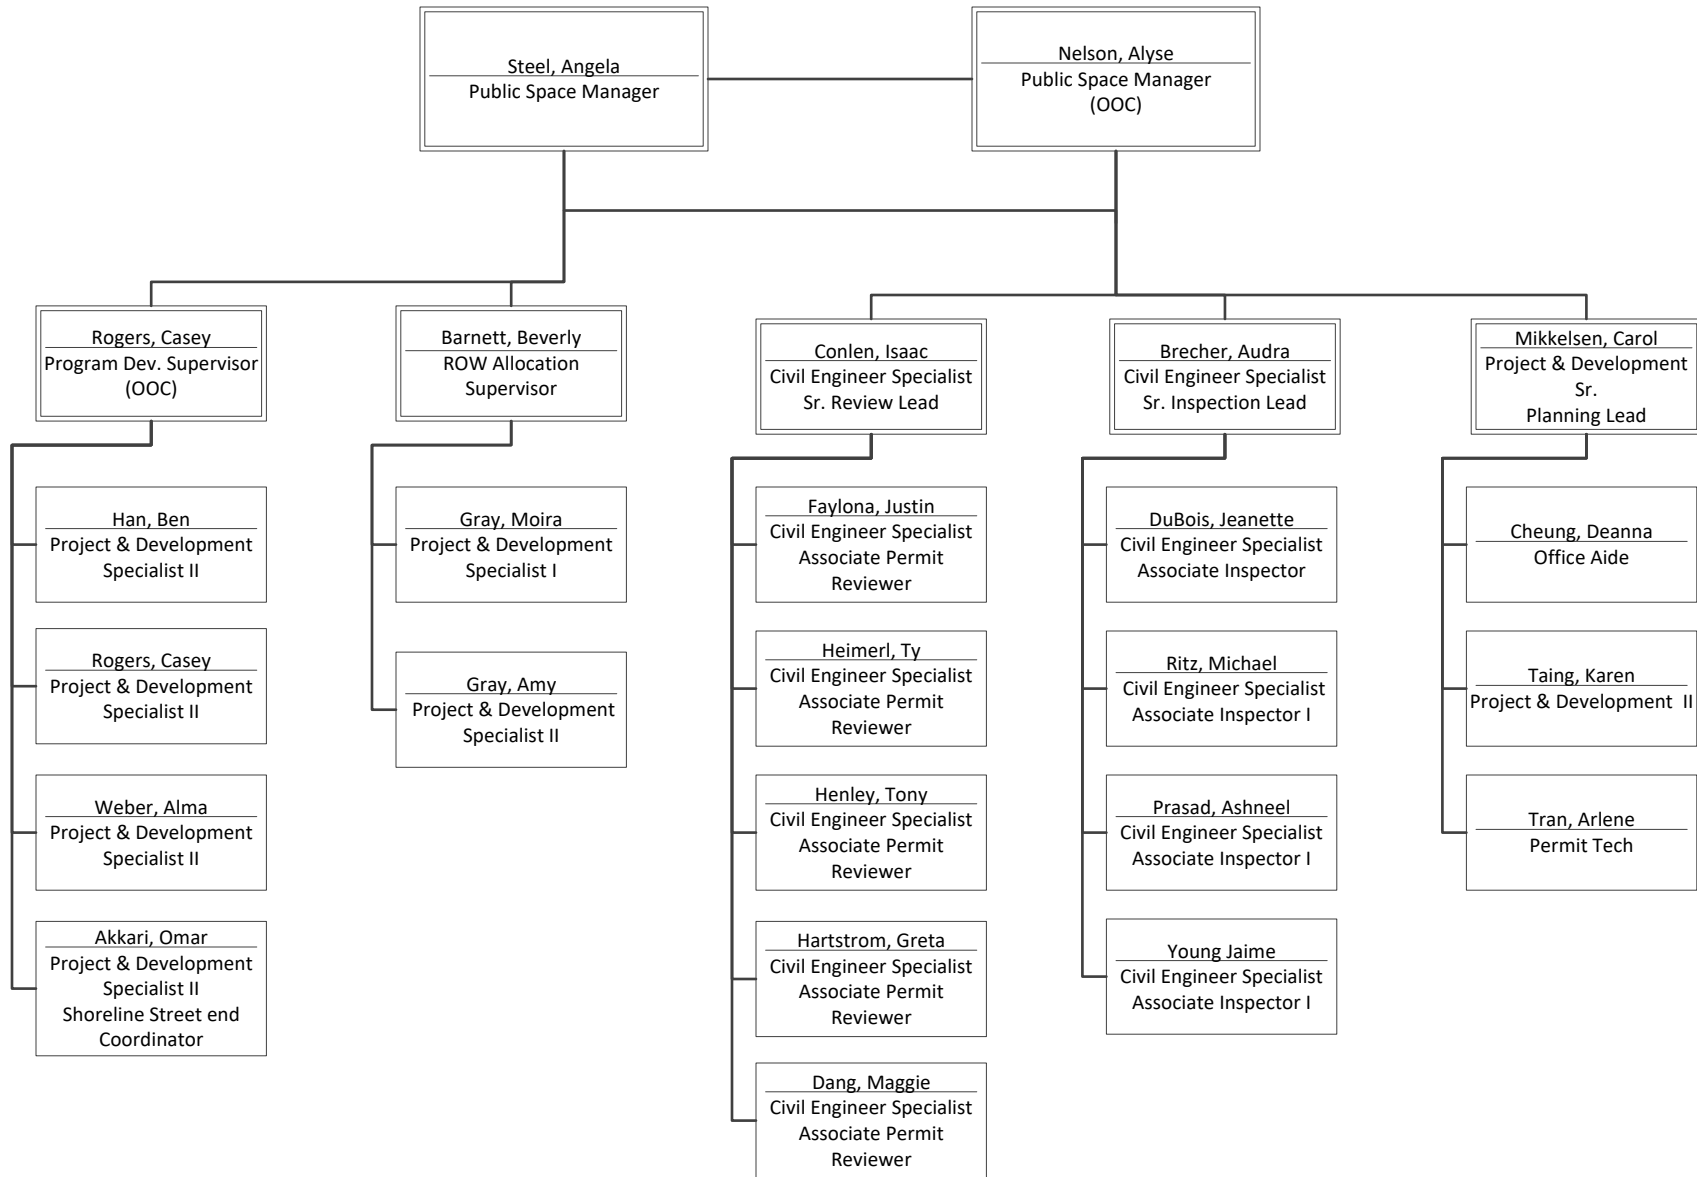 Steel, Angela
Public Space Manager
Nelson, Alyse
Public Space Manager
(OOC)
Rogers, Casey
Program Dev. Supervisor
(OOC)
Barnett, Beverly
ROW Allocation
Supervisor
Conlen, Isaac
Civil Engineer Specialist
Sr. Review Lead
Brecher, Audra
Civil Engineer Specialist
Sr. Inspection Lead
Mikkelsen, Carol
Project & Development
Sr.
Planning Lead
Han, Ben
Project & Development
Specialist II
Rogers, Casey
Project & Development
Specialist II
Weber, Alma
Project & Development
Specialist II
Akkari, Omar
Project & Development
Specialist II
Shoreline Street end
Coordinator
Gray, Moira
Project & Development
Specialist I
Gray, Amy
Project & Development
Specialist II
Faylona, Justin
Civil Engineer Specialist
Associate Permit
Reviewer
Heimerl, Ty
Civil Engineer Specialist
Associate Permit
Reviewer
Henley, Tony
Civil Engineer Specialist
Associate Permit
Reviewer
Hartstrom, Greta
Civil Engineer Specialist
Associate Permit
Reviewer
Dang, Maggie
Civil Engineer Specialist
Associate Permit
Reviewer
DuBois, Jeanette
Civil Engineer Specialist
Associate Inspector
Ritz, Michael
Civil Engineer Specialist
Associate Inspector I
Prasad, Ashneel
Civil Engineer Specialist
Associate Inspector I
Young Jaime
Civil Engineer Specialist
Associate Inspector I
Cheung, Deanna
Office Aide
Taing, Karen
Project & Development  II
Tran, Arlene
Permit Tech